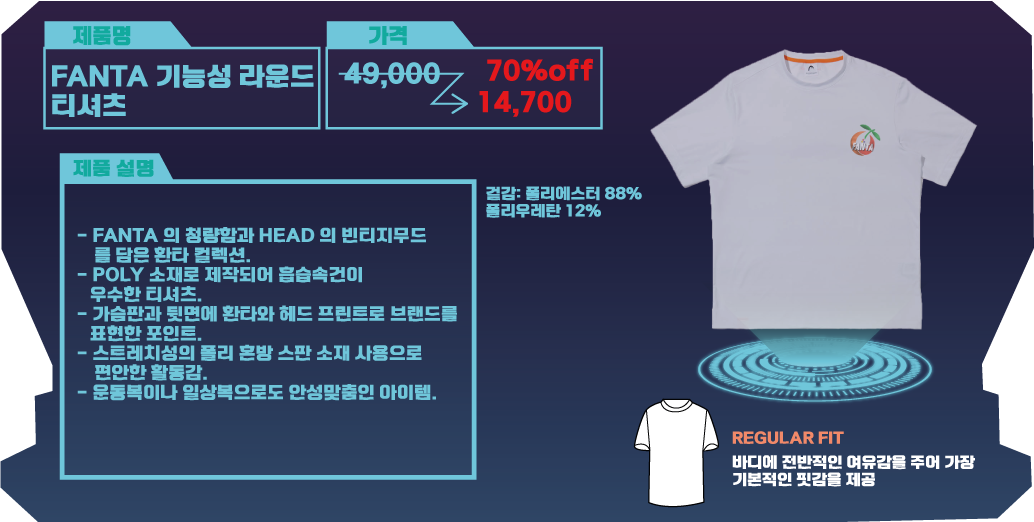 제품명
FANTA 기능성 라운드
티셔츠
가격
49,000
70%off
14,700
제품 설명
- FANTA 의 청량함과 HEAD 의 빈티지무드
를 담은 환타 컬렉션.
- POLY 소재로 제작되어 흡습속건이
우수한 티셔츠.
- 가슴판과 뒷면에 환타와 헤드 프린트로 브랜드를
표현한 포인트.
- 스트레치성의 폴리 혼방 스판 소재 사용으로
편안한 활동감.
- 운동복이나 일상복으로도 안성맞춤인 아이템.
겉감: 폴리에스터 88%
폴리우레탄 12%
FANTA
REGULAR FIT
바디에 전반적인 여유감을 주어 가장
기본적인 핏감을 제공